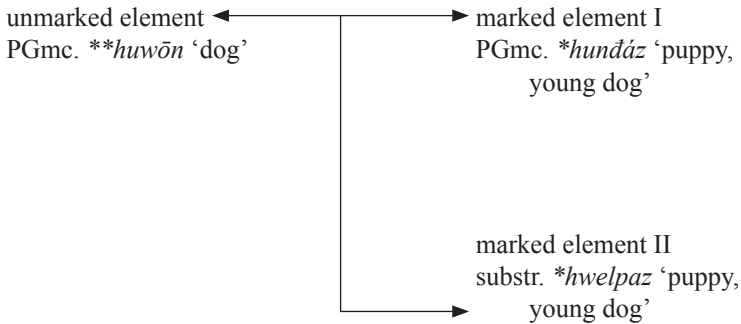 unmarked element
PGmc. **huwōn ‘dog’
marked element I
PGmc. *hunđáz ‘puppy,
young dog’
marked element II
substr. *hwelpaz ‘puppy,
young dog’